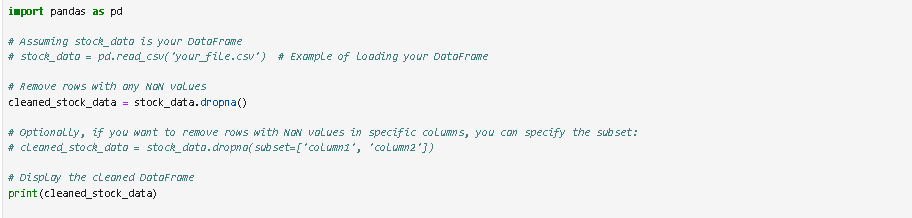 import pandas as pd
# Assuming stock_data is your DataFrame
# stock_data = pd.read_csv('your_file.csv')  # Example of loading your DataFrame
# Remove rows with any NaN values
cleaned_stock_data = stock_data.dropna()
# Optionally, if you want to remove rows with NaN values in specific columns, you can specify the subset:
# cleaned_stock_data = stock_data.dropna(subset=['column1', 'column2'])
# Display the cleaned DataFrame
print(cleaned_stock_data)